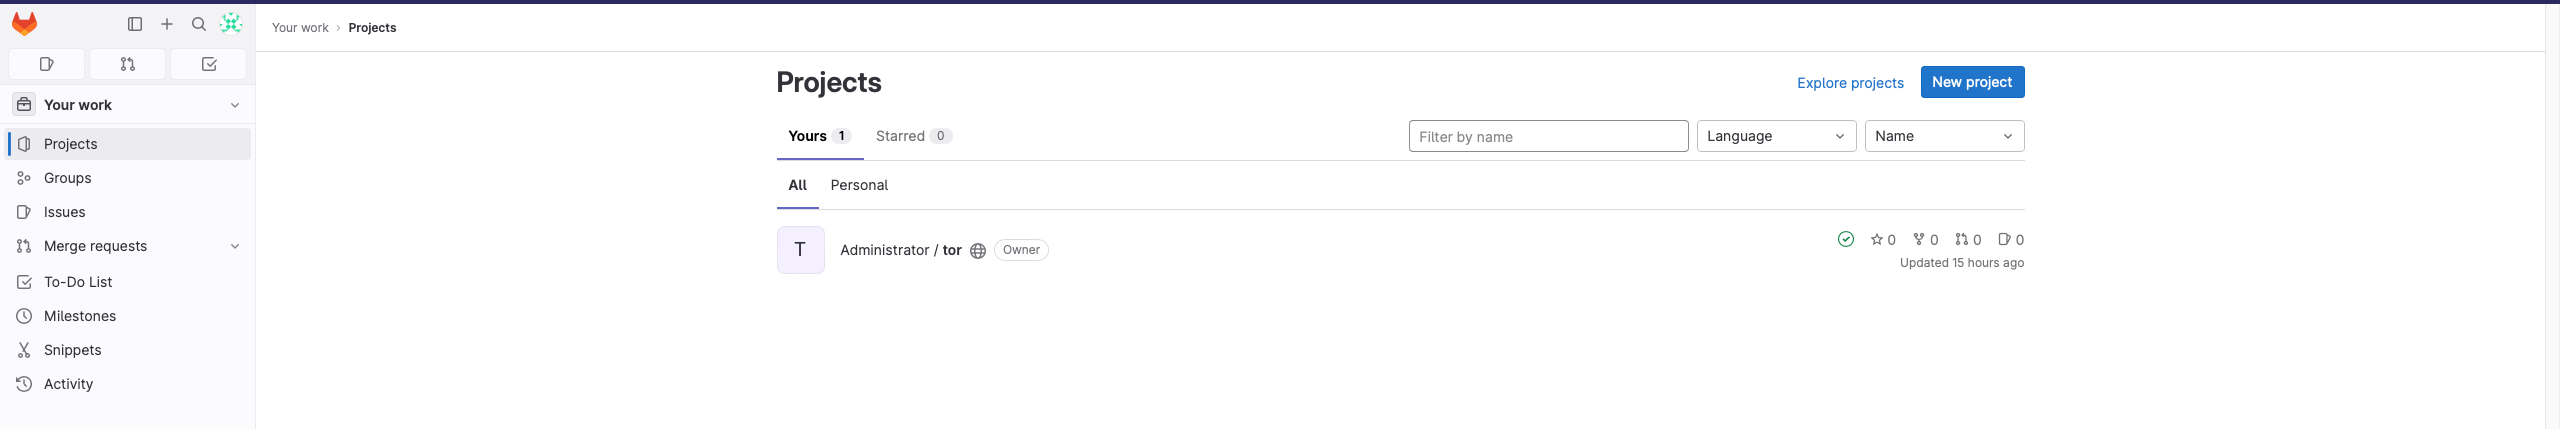 Your work › Projects
Your work
Projects
Groups
Issues
Merge requests
To-Do List
Milestones
Snippets
Activity
Projects
Explore projects
New project
Yours 1
Starred 0
Filter by name
Language
Name
All
Personal
T
Administrator / tor
Owner
0 0 0 0
Updated 15 hours ago